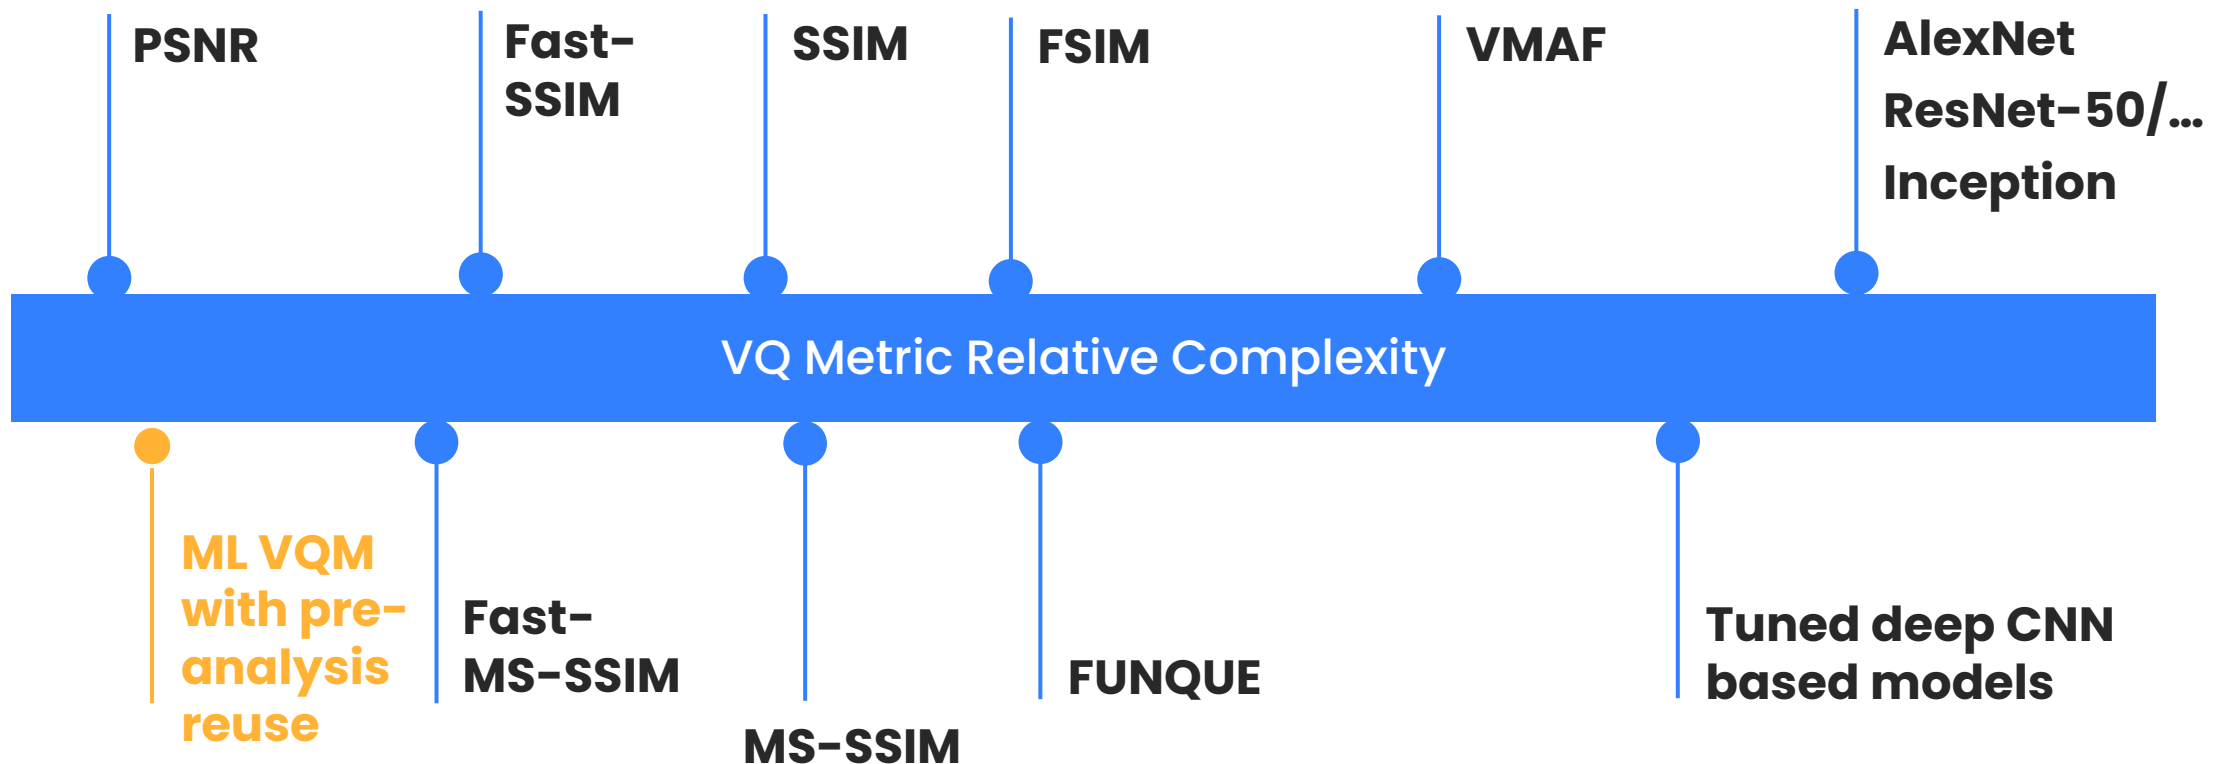 PSNR
Fast-
SSIM
SSIM
FSIM
VMAF
AlexNet
ResNet-50/...
Inception
VQ Metric Relative Complexity
ML VQM
with pre-
analysis
reuse
Fast-
MS-SSIM
MS-SSIM
FUNQUE
Tuned deep CNN
based models